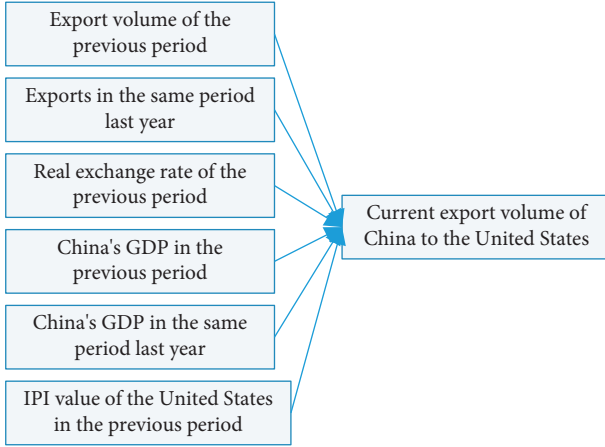 Export volume of the
previous period
Exports in the same period
last year
Real exchange rate of the
previous period
China's GDP in the
previous period
China's GDP in the same
period last year
IPI value of the United States
in the previous period
Current export volume of
China to the United States